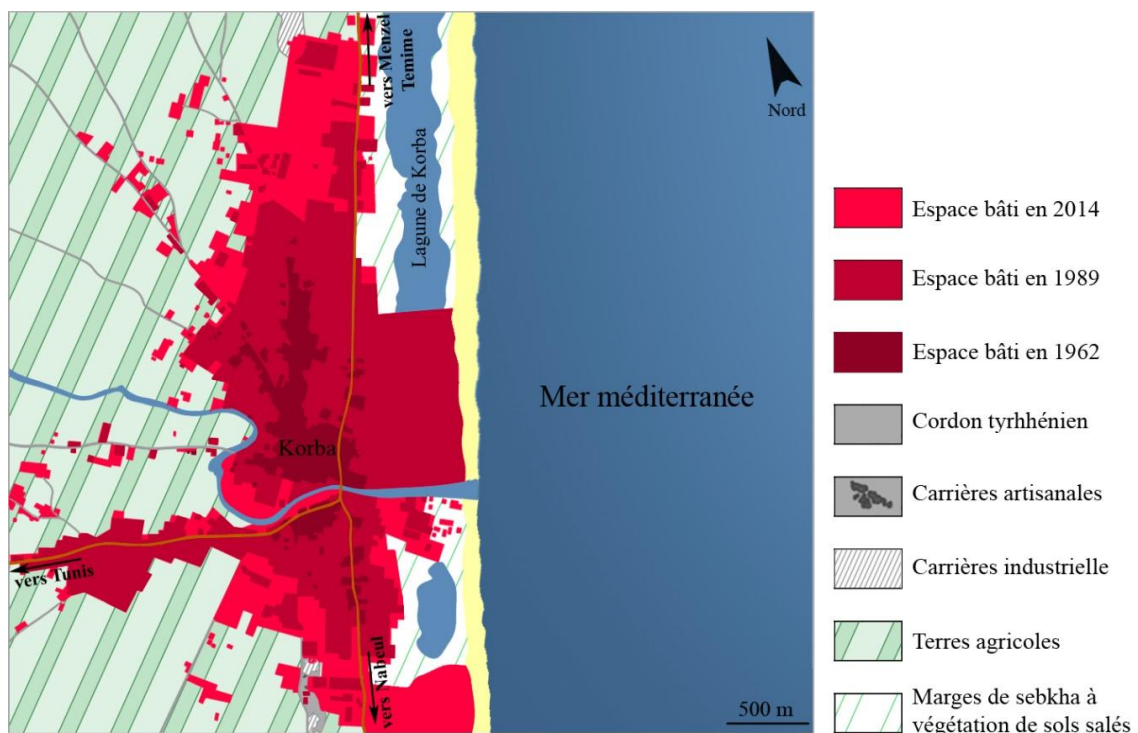 vers Menzel
Temime
Nord
Lagune de Korba
Mer méditerranée
Korba
vers Tunis
vers Nabeul
500 m
Espace bâti en 2014
Espace bâti en 1989
Espace bâti en 1962
Cordon tyrhhénien
Carrières artisanales
Carrières industrielle
Terres agricoles
Marges de sebkha à
végétation de sols salés